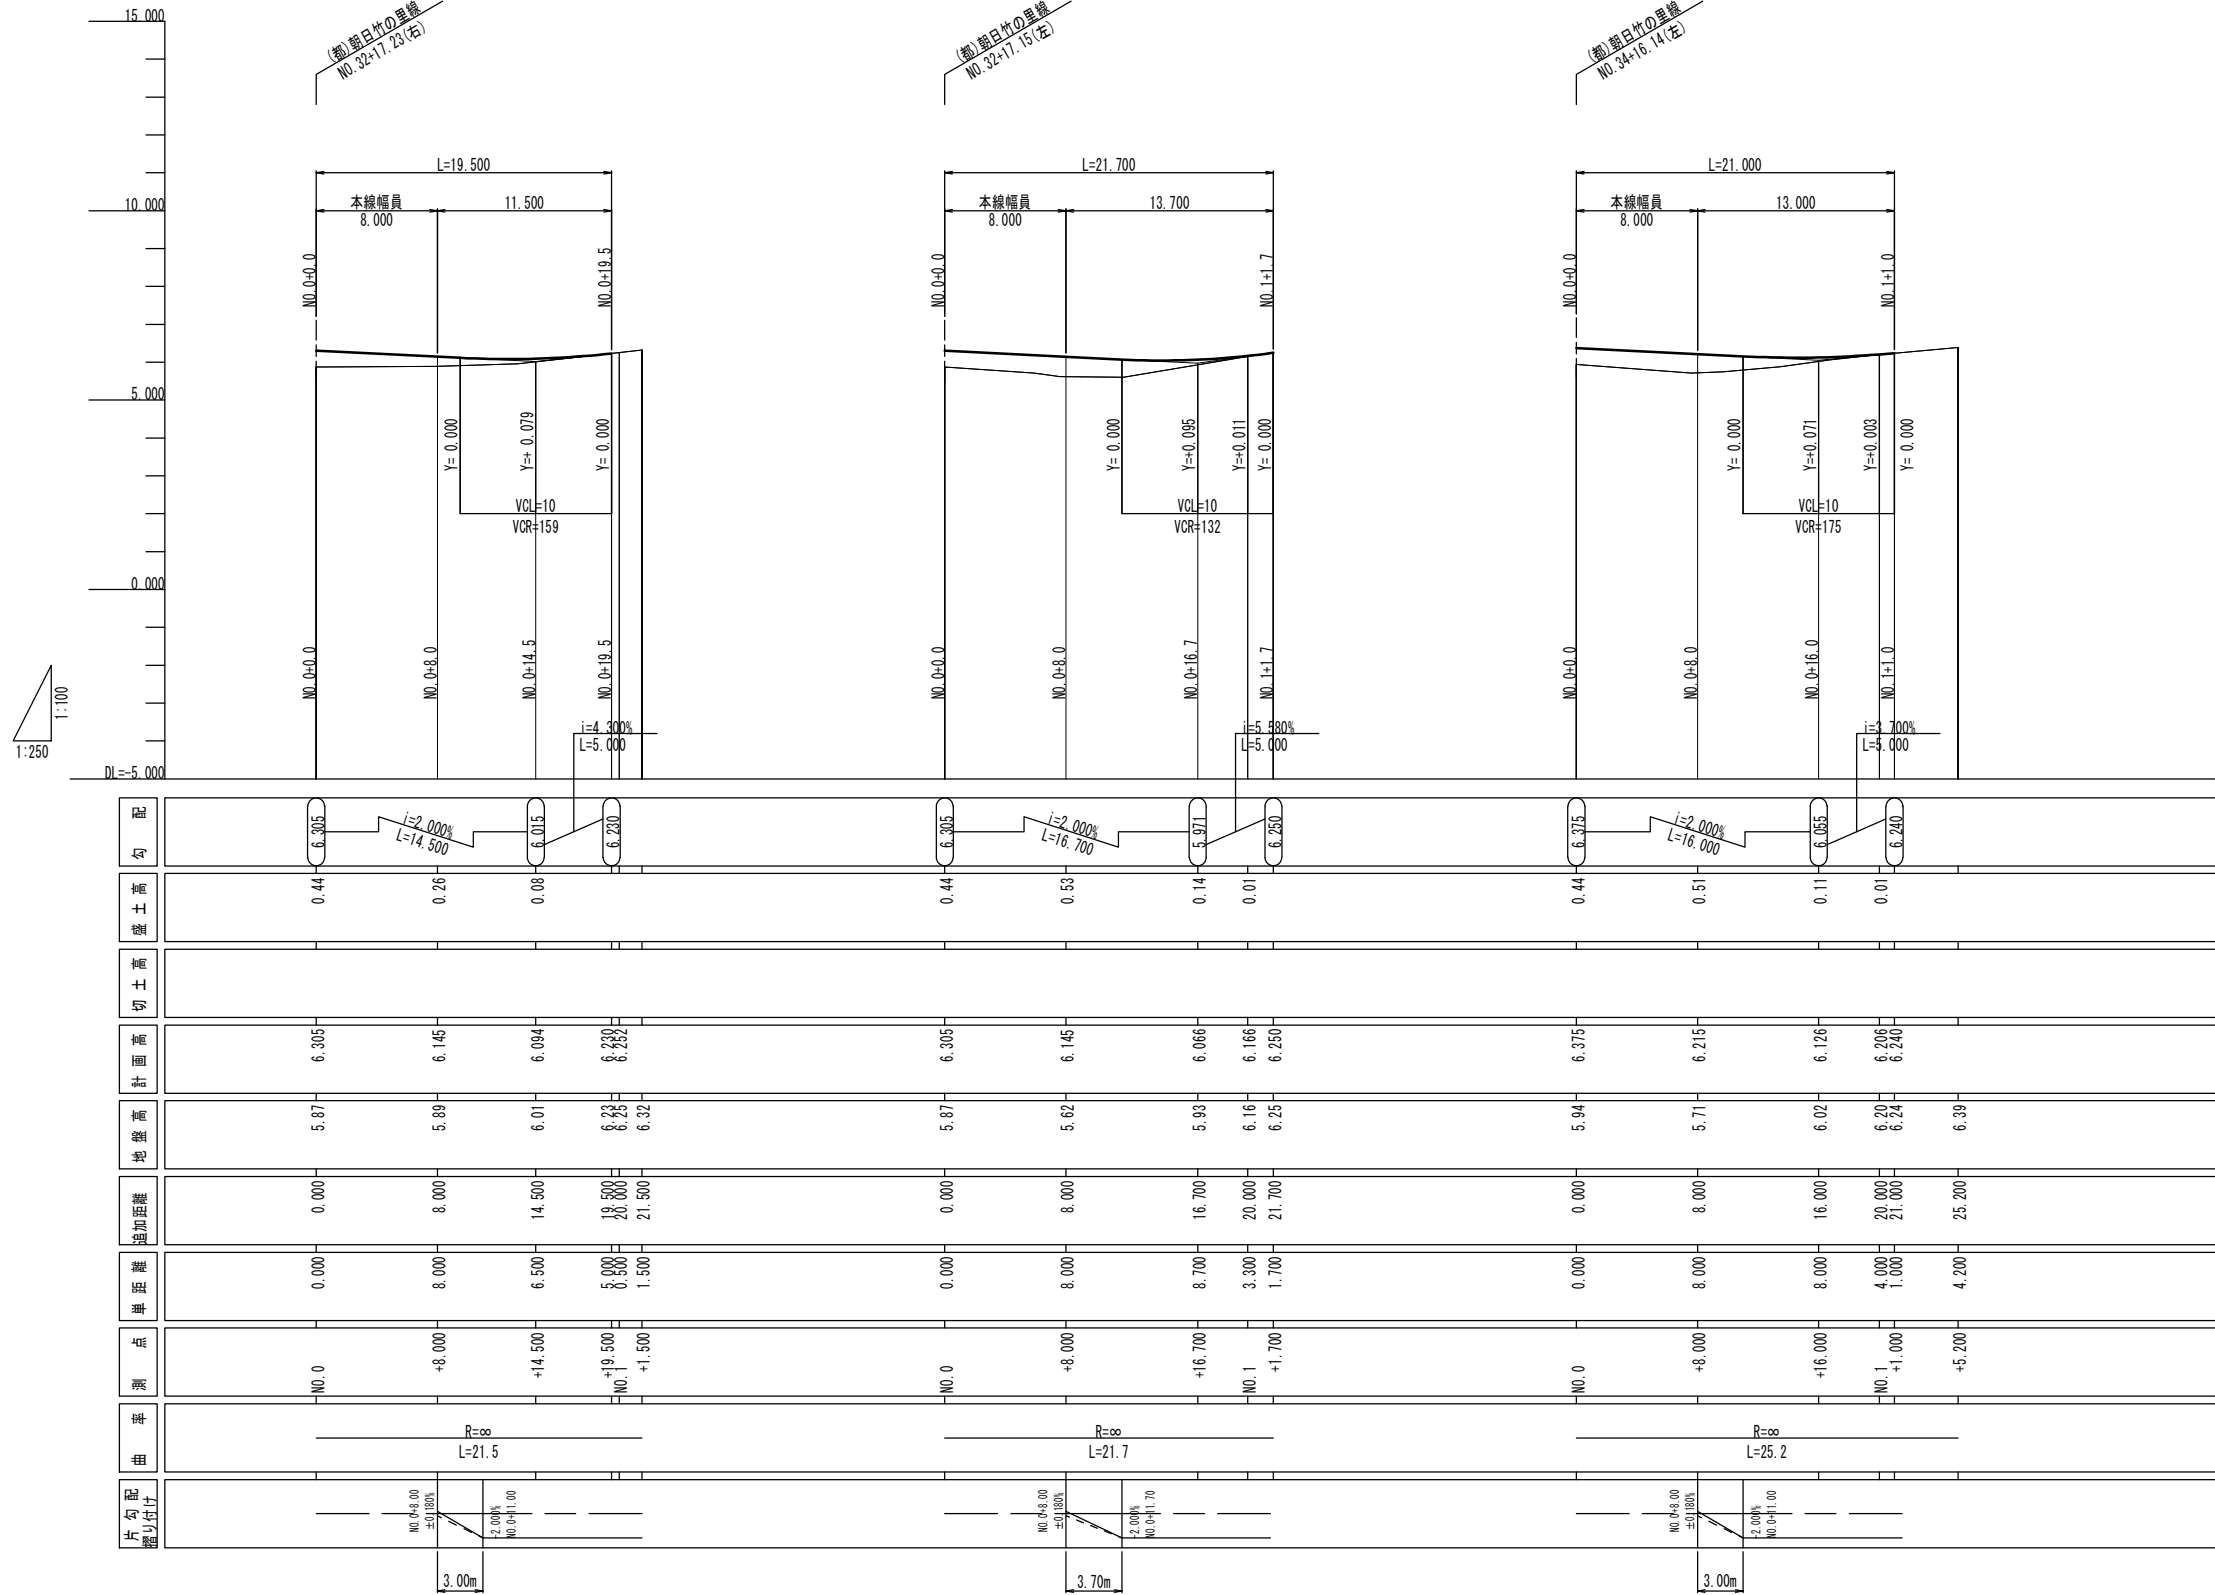 (都)朝日竹の里線
NO.32+17.23(右)
(都)朝日竹の里線
NO.32+17.15(左)
(都)朝日竹の里線
NO.34+16.14(左)
15.000
10.000
5.000
0.000
DL=-5.000
1:100
1:250
L=19.500
本線幅員
8.000
11.500
NO.0+0.0
NO.0+19.5
Y= 0.000
Y=+ 0.079
Y= 0.000
VCL=10
VCR=159
NO.0+0.0
NO.0+8.0
NO.0+14.5
NO.0+19.5
i=4.300%
L=5.000
L=21.700
本線幅員
8.000
13.700
NO.0+0.0
NO.1+1.7
Y= 0.000
Y=+0.095
Y=+0.011
Y= 0.000
VCL=10
VCR=132
NO.0+0.0
NO.0+8.0
NO.0+16.7
NO.1+1.7
i=5.580%
L=5.000
L=21.000
本線幅員
8.000
13.000
NO.0+0.0
NO.1+1.0
Y= 0.000
Y=+0.071
Y=+0.003
Y= 0.000
VCL=10
VCR=175
NO.0+0.0
NO.0+8.0
NO.0+16.0
NO.1+1.0
i=3.700%
L=5.000
勾配
6.305
i=2.000%
L=14.500
6.015
6.230
6.305
i=2.000%
L=16.700
5.971
6.250
6.375
i=2.000%
L=16.000
6.055
6.240
盛土高
0.44 0.26 0.08 0.44 0.53 0.14 0.01 0.44 0.51 0.11 0.01
切土高
計画高
6.305 6.145 6.094 6.230 6.252 6.305 6.145 6.066 6.166 6.250 6.375 6.215 6.126 6.206 6.240
地盤高
5.87 5.89 6.01 6.23 6.25 6.32 5.87 5.62 5.93 6.16 6.25 5.94 5.71 6.02 6.20 6.24 6.39
追加距離
0.000 8.000 14.500 19.500 20.000 21.500 0.000 8.000 16.700 20.000 21.700 0.000 8.000 16.000 20.000 21.000 25.200
単距離
0.000 8.000 6.500 5.000 0.500 1.500 0.000 8.000 8.700 3.300 1.700 0.000 8.000 8.000 4.000 1.000 4.200
測点
NO.0 +8.000 +14.500 +19.500 NO.1 +1.500 NO.0 +8.000 +16.700 NO.1 +1.700 NO.0 +8.000 +16.000 NO.1 +1.000 +5.200
曲率
R=∞
L=21.5
R=∞
L=21.7
R=∞
L=25.2
片勾配
摺り付け
NO.0+8.00
±0.180%
-2.000%
NO.0+11.00
3.00m
NO.0+8.00
±0.180%
-2.000%
NO.0+11.70
3.70m
NO.0+8.00
±0.180%
-2.000%
NO.0+11.00
3.00m